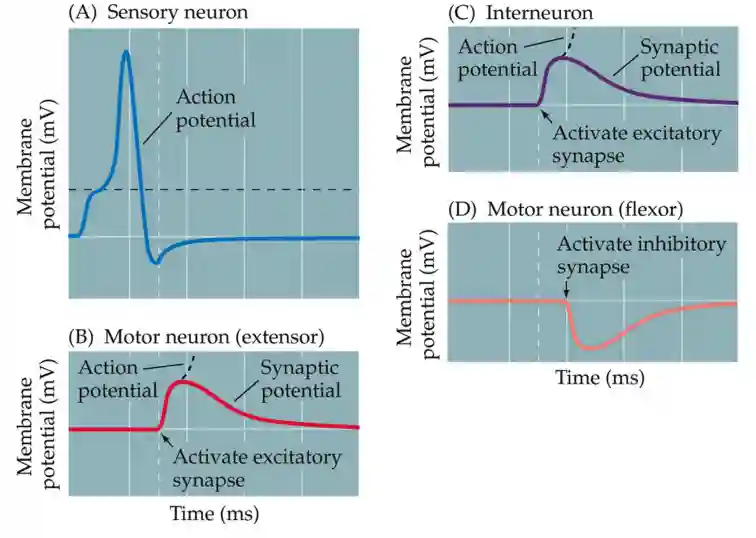 (A) Sensory neuron
Membrane
potential (mV)
Action
potential
(B) Motor neuron (extensor)
Membrane
potential (mV)
Action
potential
Synaptic
potential
Activate excitatory
synapse
Time (ms)
(C) Interneuron
Membrane
potential (mV)
Action
potential
Synaptic
potential
Activate excitatory
synapse
(D) Motor neuron (flexor)
Membrane
potential (mV)
Activate inhibitory
synapse
Time (ms)